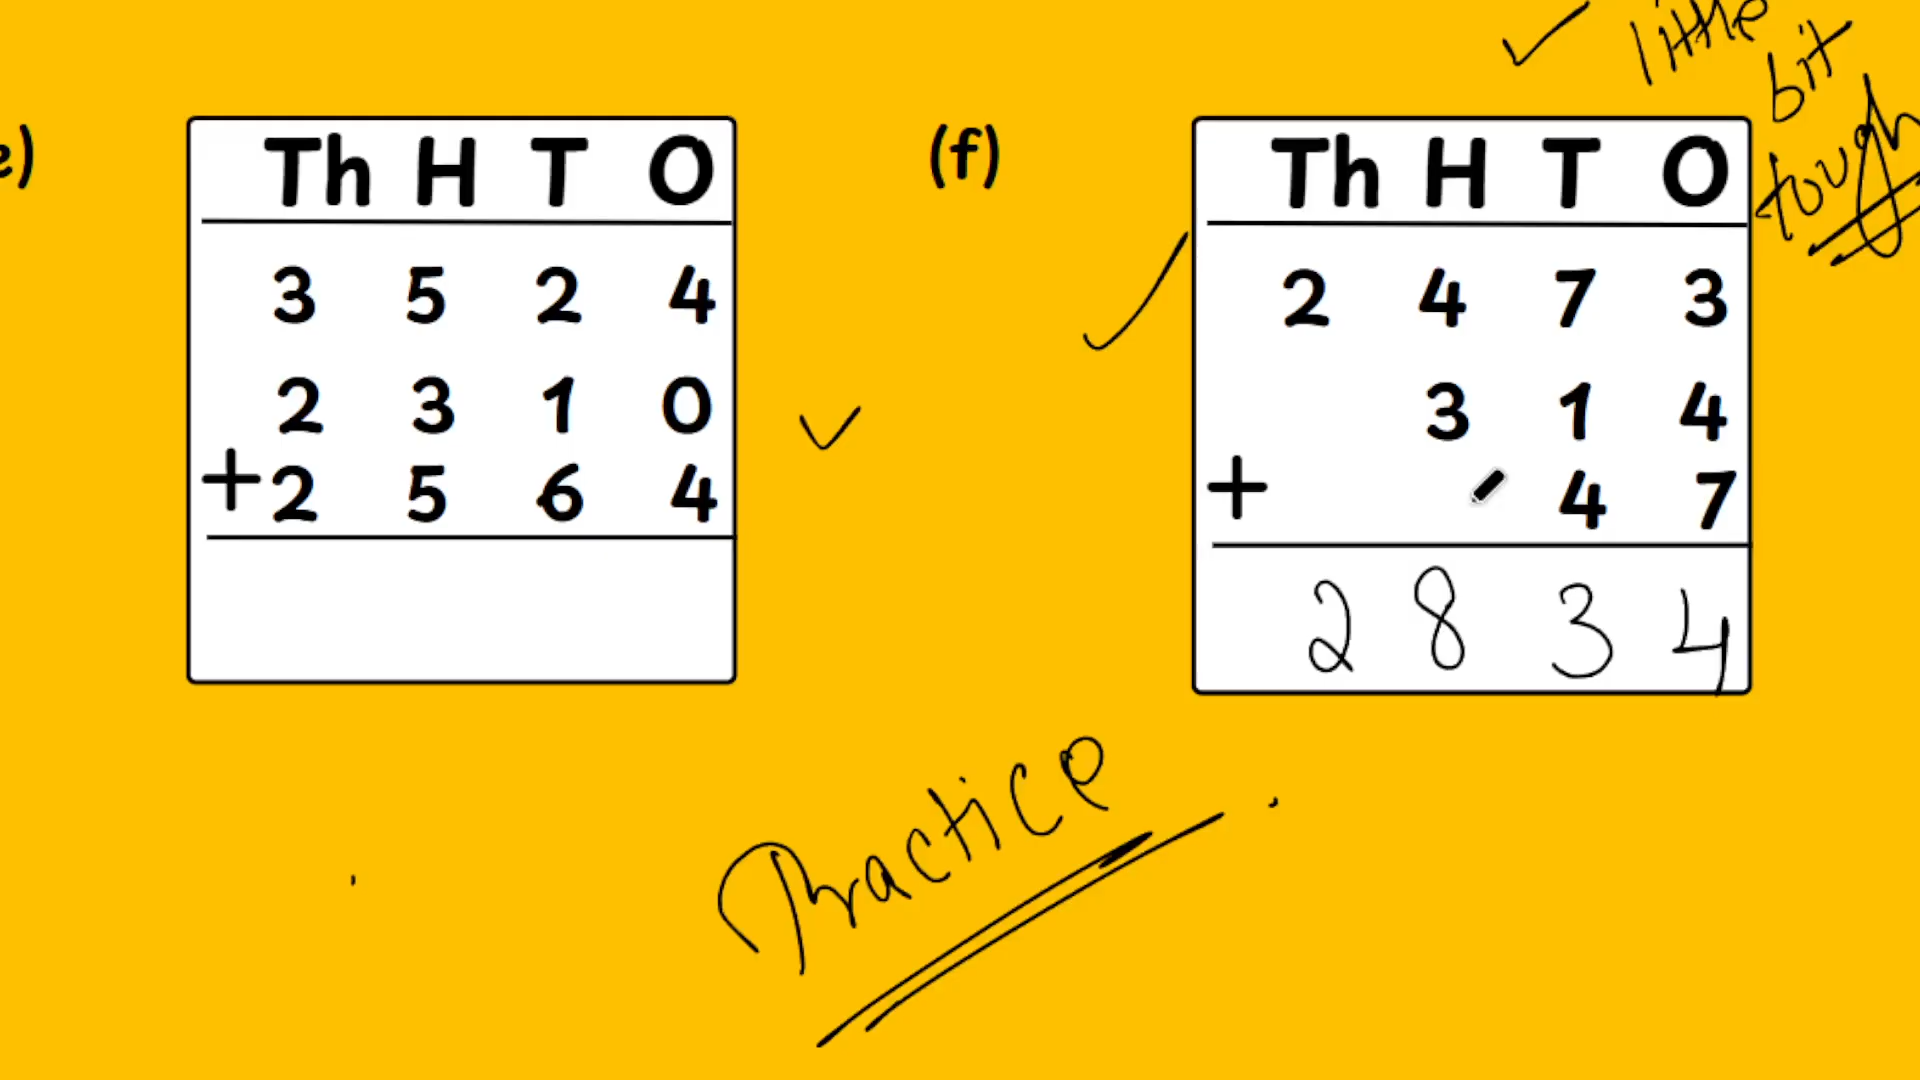 little
bit
tough
e)
Th H T O
3 5 2 4
2 3 1 0
+ 2 5 6 4
(f)
Th H T O
2 4 7 3
3 1 4
+ 4 7
2 8 3 4
Practice